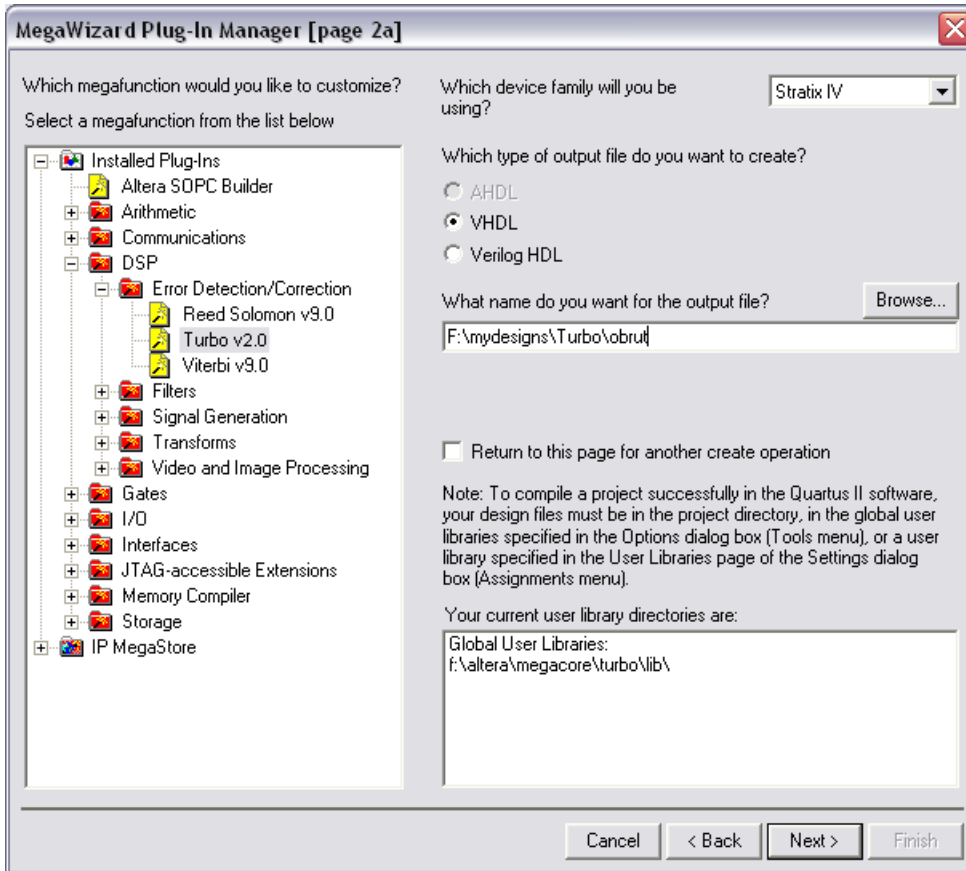 MegaWizard Plug-In Manager [page 2a]
Which megafunction would you like to customize?
Select a megafunction from the list below
Installed Plug-Ins
Altera SOPC Builder
Arithmetic
Communications
DSP
Error Detection/Correction
Reed Solomon v9.0
Turbo v2.0
Viterbi v9.0
Filters
Signal Generation
Transforms
Video and Image Processing
Gates
I/O
Interfaces
JTAG-accessible Extensions
Memory Compiler
Storage
IP MegaStore
Which device family will you be
using?
Stratix IV
Which type of output file do you want to create?
AHDL
VHDL
Verilog HDL
What name do you want for the output file?
Browse...
F:\mydesigns\Turbo\obrut
Return to this page for another create operation
Note: To compile a project successfully in the Quartus II software,
your design files must be in the project directory, in the global user
libraries specified in the Options dialog box (Tools menu), or a user
library specified in the User Libraries page of the Settings dialog
box (Assignments menu).
Your current user library directories are:
Global User Libraries:
f:\altera\megacore\turbo\lib\
Cancel
< Back
Next >
Finish